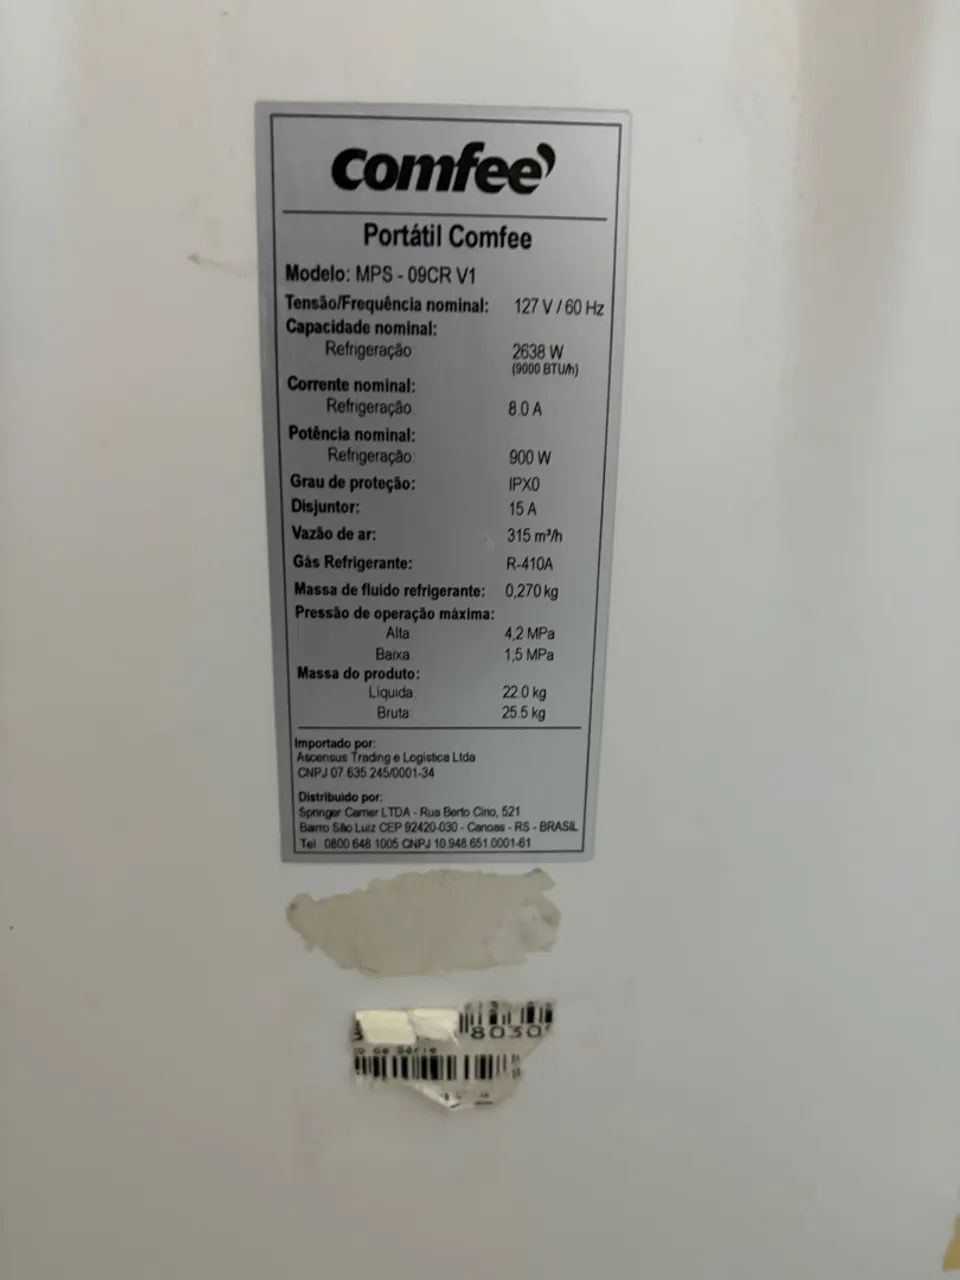 comfee'
Portátil Comfee
Modelo: MPS - 09CR V1
Tensão/Frequência nominal: 127 V / 60 Hz
Capacidade nominal:
Refrigeração 2638 W
(9000 BTU/h)
Corrente nominal:
Refrigeração 8.0 A
Potência nominal:
Refrigeração 900 W
Grau de proteção: IPX0
Disjuntor: 15 A
Vazão de ar: 315 m³/h
Gás Refrigerante: R-410A
Massa de fluido refrigerante: 0,270 kg
Pressão de operação máxima:
Alta 4,2 MPa
Baixa 1,5 MPa
Massa do produto:
Líquida 22.0 kg
Bruta 25.5 kg
Importado por:
Ascensus Trading e Logística Ltda
CNPJ 07 635 245/0001-34
Distribuído por:
Springer Carrier LTDA - Rua Berto Cirio, 521
Bairro São Luiz CEP 92420-030 - Canoas - RS - BRASIL
Tel 0800 648 1005 CNPJ 10.948.651.0001-61
8030
de Série